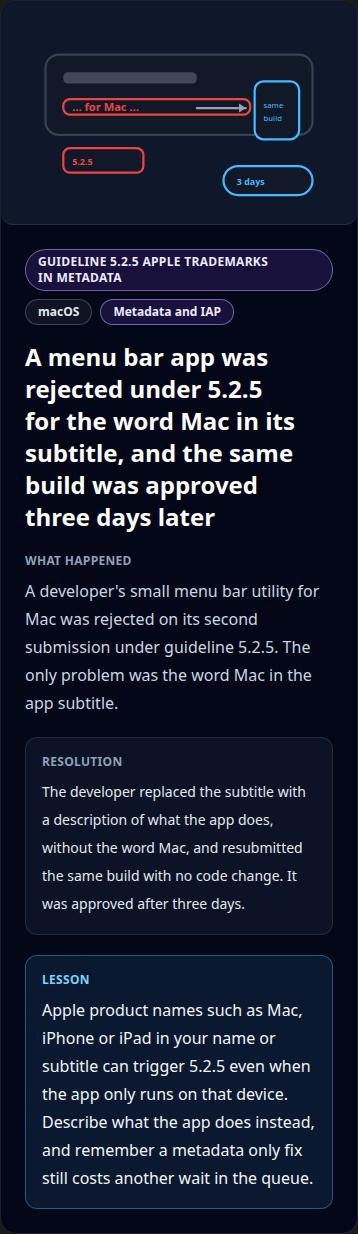 ... for Mac ...
same
build
5.2.5
3 days
GUIDELINE 5.2.5 APPLE TRADEMARKS
IN METADATA
macOS
Metadata and IAP
A menu bar app was
rejected under 5.2.5
for the word Mac in its
subtitle, and the same
build was approved
three days later
WHAT HAPPENED
A developer's small menu bar utility for
Mac was rejected on its second
submission under guideline 5.2.5. The
only problem was the word Mac in the
app subtitle.
RESOLUTION
The developer replaced the subtitle with
a description of what the app does,
without the word Mac, and resubmitted
the same build with no code change. It
was approved after three days.
LESSON
Apple product names such as Mac,
iPhone or iPad in your name or
subtitle can trigger 5.2.5 even when
the app only runs on that device.
Describe what the app does instead,
and remember a metadata only fix
still costs another wait in the queue.